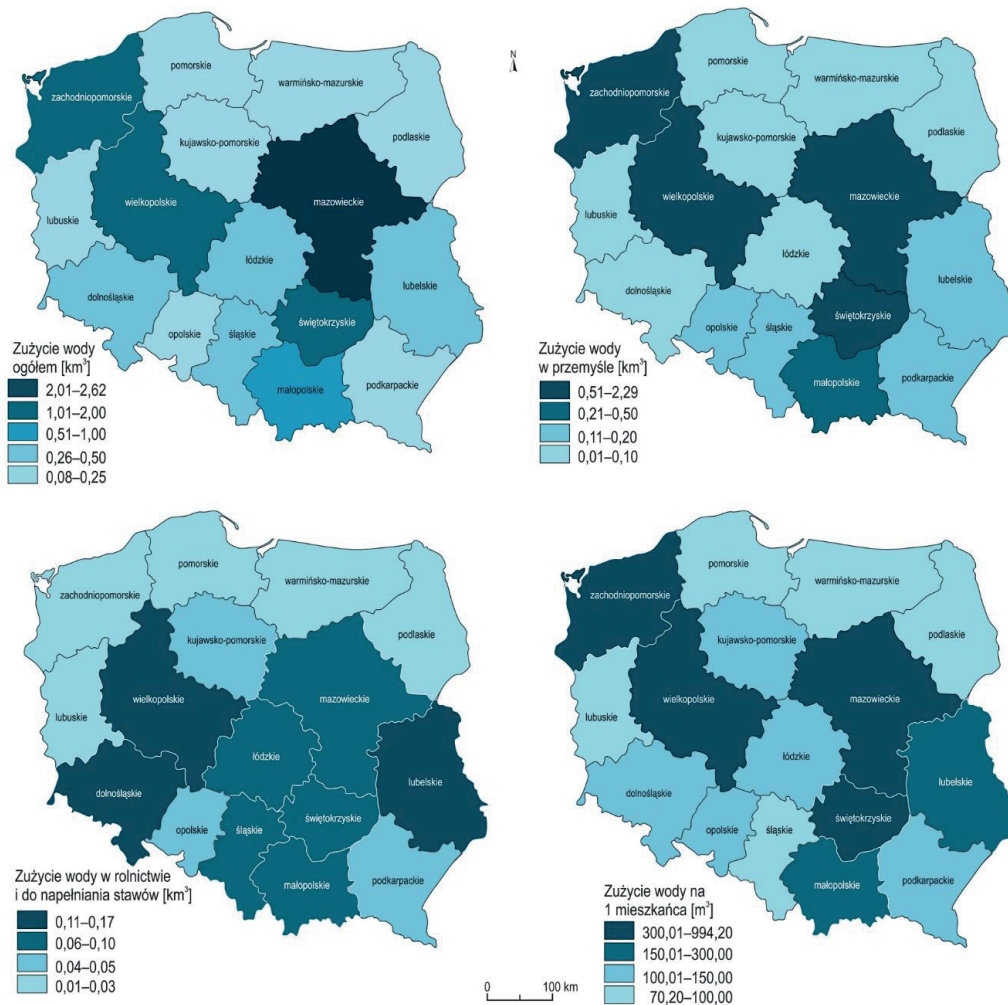 pomorskie
warmińsko-mazurskie
zachodniopomorskie
podlaskie
kujawsko-pomorskie
mazowieckie
wielkopolskie
lubuskie
łódzkie
lubelskie
dolnośląskie
świętokrzyskie
opolskie
śląskie
małopolskie
podkarpackie
Zużycie wody
ogółem [km³]
2,01–2,62
1,01–2,00
0,51–1,00
0,26–0,50
0,08–0,25
N
pomorskie
warmińsko-mazurskie
zachodniopomorskie
podlaskie
kujawsko-pomorskie
mazowieckie
wielkopolskie
lubuskie
łódzkie
lubelskie
dolnośląskie
świętokrzyskie
opolskie
śląskie
małopolskie
podkarpackie
Zużycie wody
w przemyśle [km³]
0,51–2,29
0,21–0,50
0,11–0,20
0,01–0,10
pomorskie
warmińsko-mazurskie
zachodniopomorskie
podlaskie
kujawsko-pomorskie
mazowieckie
wielkopolskie
lubuskie
łódzkie
lubelskie
dolnośląskie
świętokrzyskie
opolskie
śląskie
małopolskie
podkarpackie
Zużycie wody w rolnictwie
i do napełniania stawów [km³]
0,11–0,17
0,06–0,10
0,04–0,05
0,01–0,03
0 100 km
pomorskie
warmińsko-mazurskie
zachodniopomorskie
podlaskie
kujawsko-pomorskie
mazowieckie
wielkopolskie
lubuskie
łódzkie
lubelskie
dolnośląskie
świętokrzyskie
opolskie
śląskie
małopolskie
podkarpackie
Zużycie wody na
1 mieszkańca [m³]
300,01–994,20
150,01–300,00
100,01–150,00
70,20–100,00